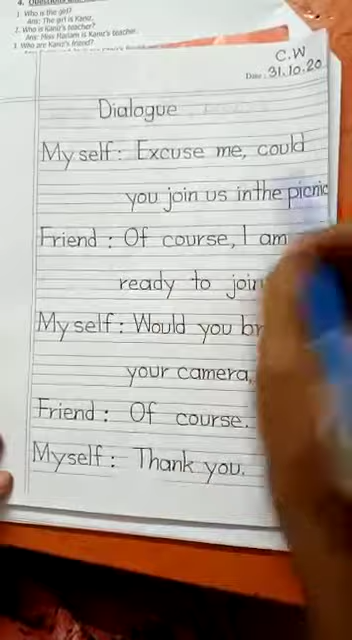 1. Who is the girl?
Ans: The girl is Kaniz.
2. Who is Kaniz's teacher?
Ans: Miss Mariam is Kaniz's teacher.
3. Who are Kaniz's friend?
C.W
Date: 31.10.20
Dialogue
Myself: Excuse me, could
you join us in the picnic
Friend: Of course, I am
ready to join
Myself: Would you br
your camera,
Friend: Of course.
Myself: Thank you.